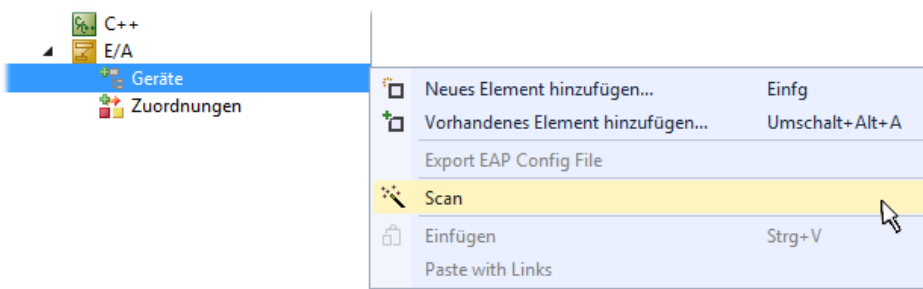 C++
E/A
Geräte
Zuordnungen
Neues Element hinzufügen... Einfg
Vorhandenes Element hinzufügen... Umschalt+Alt+A
Export EAP Config File
Scan
Einfügen Strg+V
Paste with Links